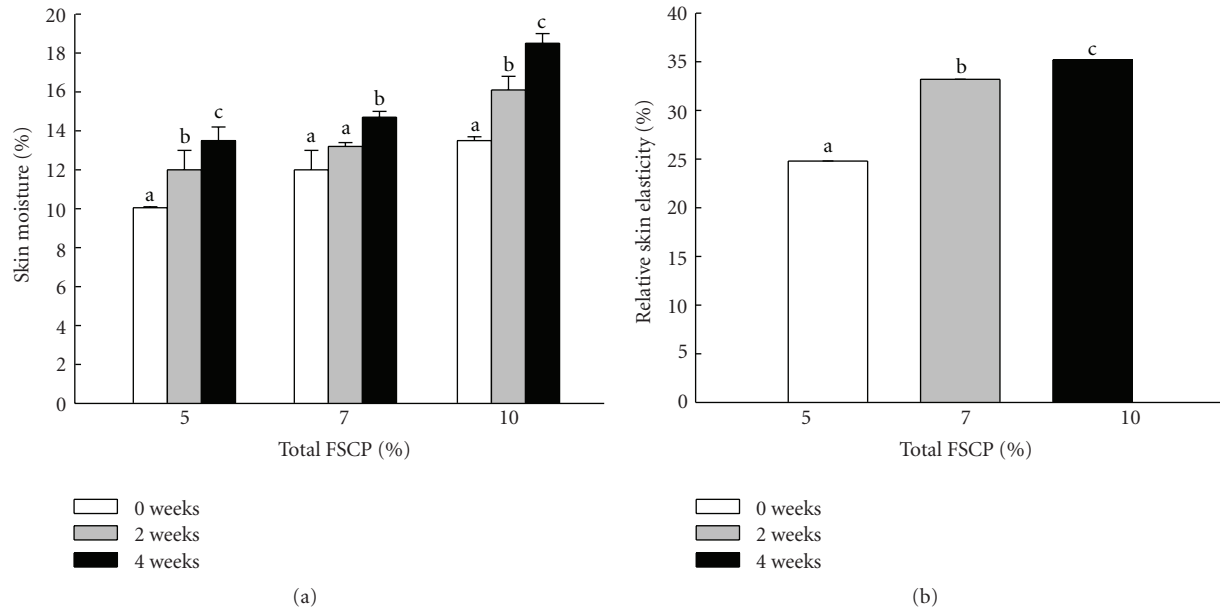 20
18
16
14
12
10
8
6
4
2
0
Skin moisture (%)
a
b
c
a
a
b
a
b
c
5
7
10
Total FSCP (%)
0 weeks
2 weeks
4 weeks
(a)
40
35
30
25
20
15
10
5
0
Relative skin elasticity (%)
a
b
c
5
7
10
Total FSCP (%)
0 weeks
2 weeks
4 weeks
(b)